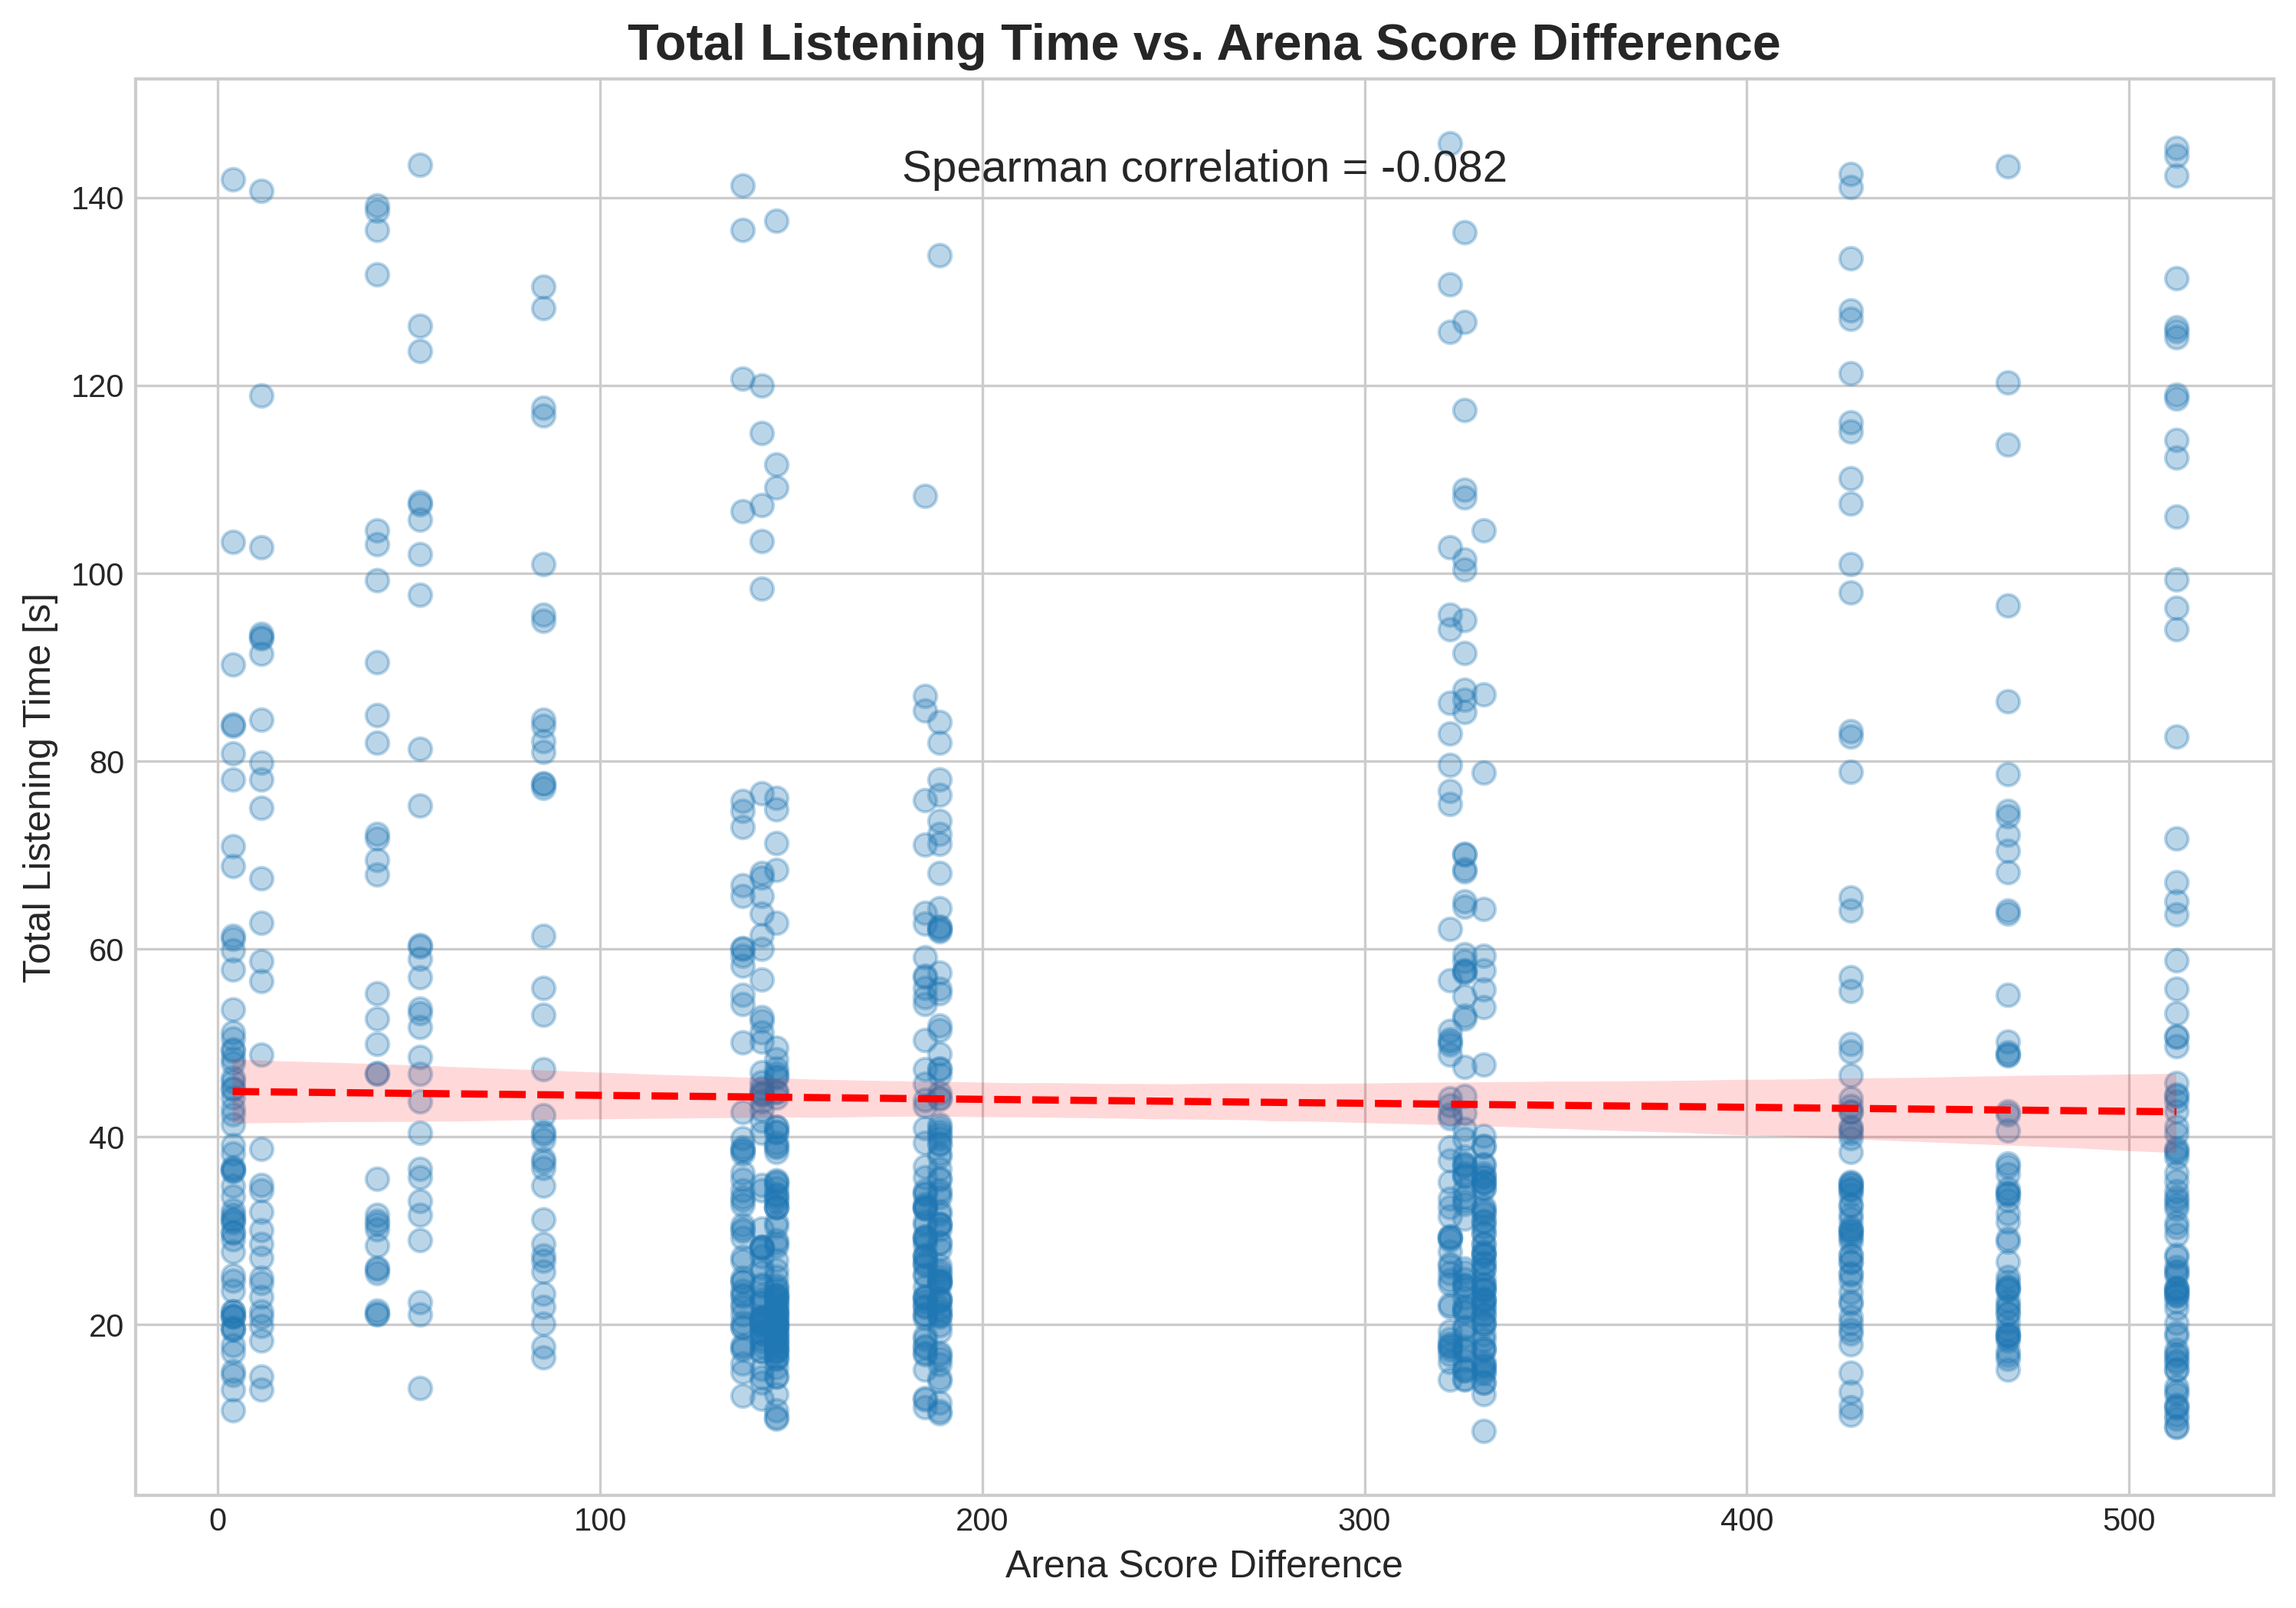 Total Listening Time vs. Arena Score Difference
Spearman correlation = -0.082
Total Listening Time [s]
140
120
100
80
60
40
20
0 100 200 300 400 500
Arena Score Difference